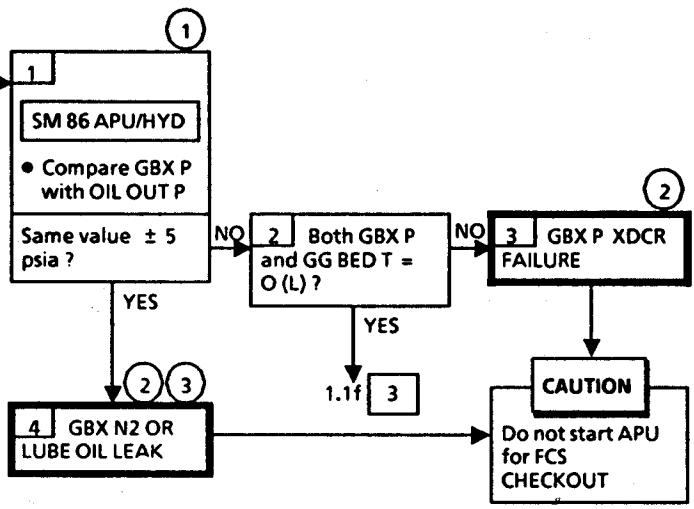 1
1
SM 86 APU/HYD
● Compare GBX P
with OIL OUT P
Same value ± 5
psia ?
NO
2 Both GBX P
and GG BED T =
O (L) ?
NO
2
3 GBX P XDCR
FAILURE
YES
YES
1.1f 3
2 3
4 GBX N2 OR
LUBE OIL LEAK
CAUTION
Do not start APU
for FCS
CHECKOUT